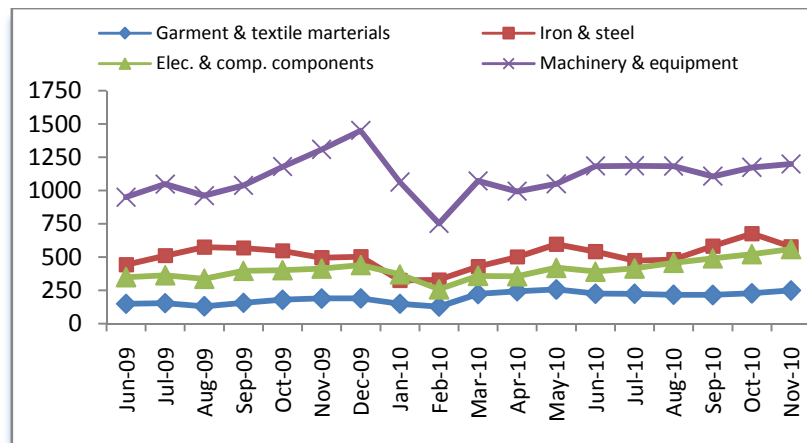 Garment & textile marterials
Iron & steel
Elec. & comp. components
Machinery & equipment
1750
1500
1250
1000
750
500
250
0
Jun-09
Jul-09
Aug-09
Sep-09
Oct-09
Nov-09
Dec-09
Jan-10
Feb-10
Mar-10
Apr-10
May-10
Jun-10
Jul-10
Aug-10
Sep-10
Oct-10
Nov-10